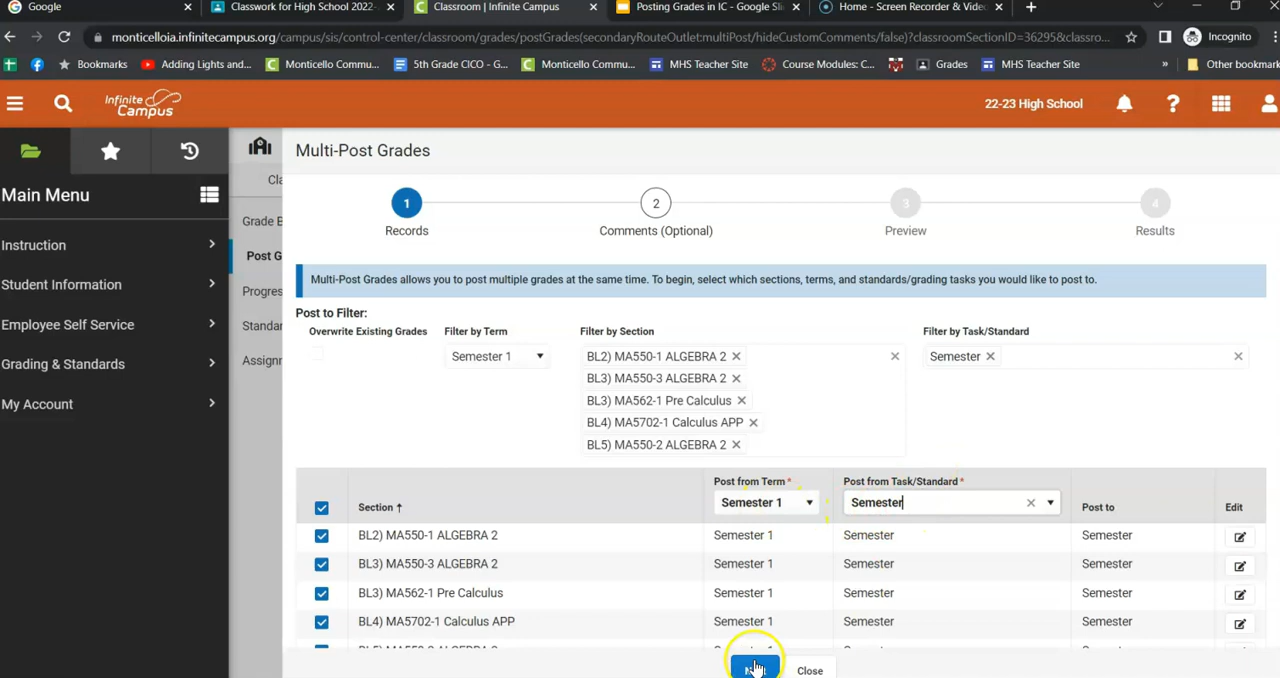 Google
Classwork for High School 2022-
Classroom | Infinite Campus
Posting Grades in IC - Google Sli
Home - Screen Recorder & Video
monticelloia.infinitecampus.org/campus/sis/control-center/classroom/grades/postGrades(secondaryRouteOutlet:multiPost/hideCustomComments/false)?classroomSectionID=36295&classro...
Incognito
Bookmarks
Adding Lights and...
Monticello Commu...
5th Grade CICO - G...
Monticello Commu...
MHS Teacher Site
Course Modules: C...
Grades
MHS Teacher Site
»
Other bookmark
Infinite Campus
22-23 High School
Main Menu
Instruction
Student Information
Employee Self Service
Grading & Standards
My Account
Cla
Grade B
Post G
Progres
Standar
Assignm
Multi-Post Grades
1 2 3 4
Records Comments (Optional) Preview Results
Multi-Post Grades allows you to post multiple grades at the same time. To begin, select which sections, terms, and standards/grading tasks you would like to post to.
Post to Filter:
Overwrite Existing Grades Filter by Term Filter by Section Filter by Task/Standard
Semester 1 BL2) MA550-1 ALGEBRA 2 Semester
BL3) MA550-3 ALGEBRA 2
BL3) MA562-1 Pre Calculus
BL4) MA5702-1 Calculus APP
BL5) MA550-2 ALGEBRA 2
Post from Term * Post from Task/Standard *
Section Semester 1 Semester Post to Edit
BL2) MA550-1 ALGEBRA 2 Semester 1 Semester Semester
BL3) MA550-3 ALGEBRA 2 Semester 1 Semester Semester
BL3) MA562-1 Pre Calculus Semester 1 Semester Semester
BL4) MA5702-1 Calculus APP Semester 1 Semester Semester
Close